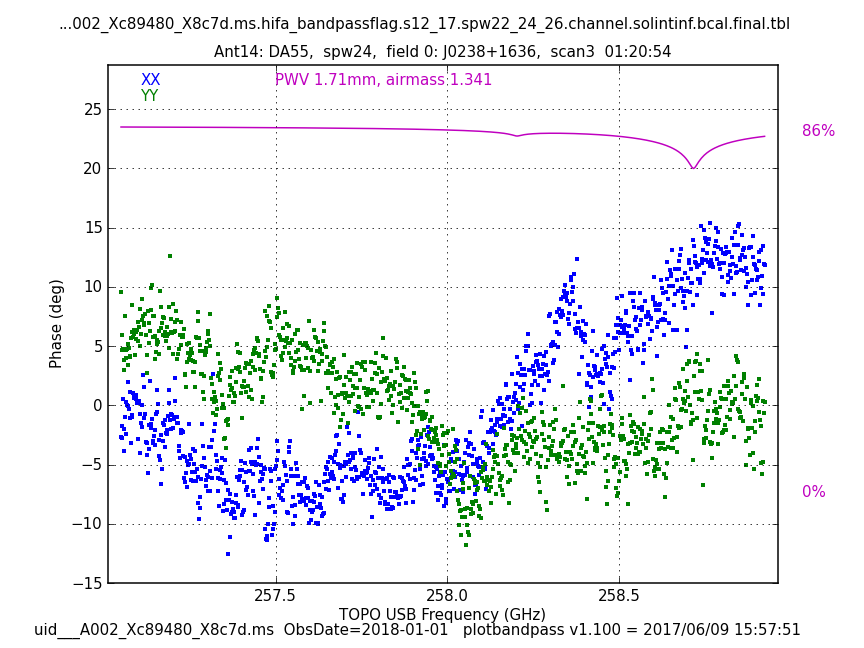 ...002_Xc89480_X8c7d.ms.hifa_bandpassflag.s12_17.spw22_24_26.channel.solintinf.bcal.final.tbl
Ant14: DA55, spw24, field 0: J0238+1636, scan3 01:20:54
XX PWV 1.71mm, airmass 1.341
YY
25
86%
20
15
10
5
0
−5
0%
−10
−15
Phase (deg)
257.5 258.0 258.5
TOPO USB Frequency (GHz)
uid___A002_Xc89480_X8c7d.ms ObsDate=2018-01-01 plotbandpass v1.100 = 2017/06/09 15:57:51